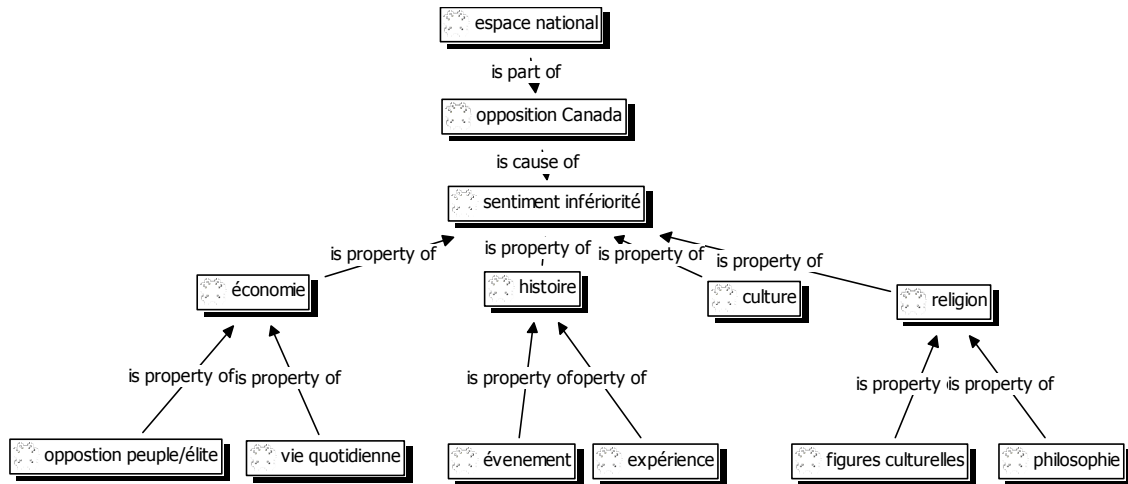 espace national
is part of
opposition Canada
is cause of
sentiment infériorité
is property of
is property of
is property of
is property of
économie
histoire
culture
religion
is property of
is property of
is property of
operty of
is property
is property of
oppostion peuple/élite
vie quotidienne
évenement
expérience
figures culturelles
philosophie